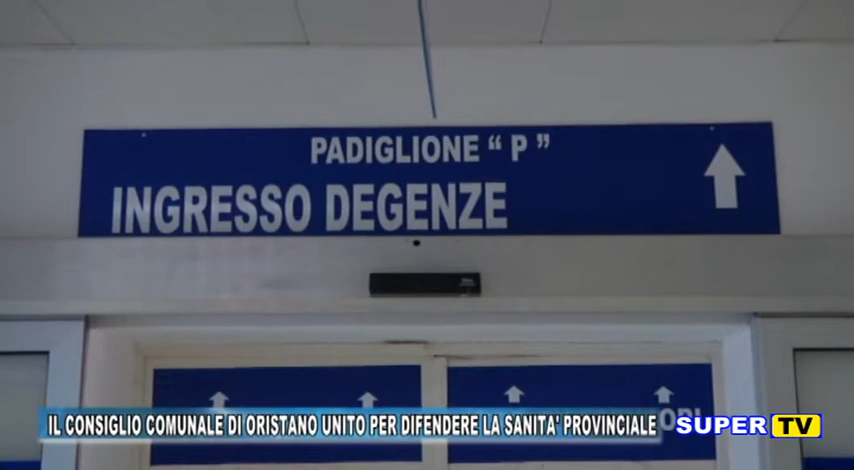 PADIGLIONE “ P ”
INGRESSO DEGENZE
IL CONSIGLIO COMUNALE DI ORISTANO UNITO PER DIFENDERE LA SANITA' PROVINCIALE
SUPER TV